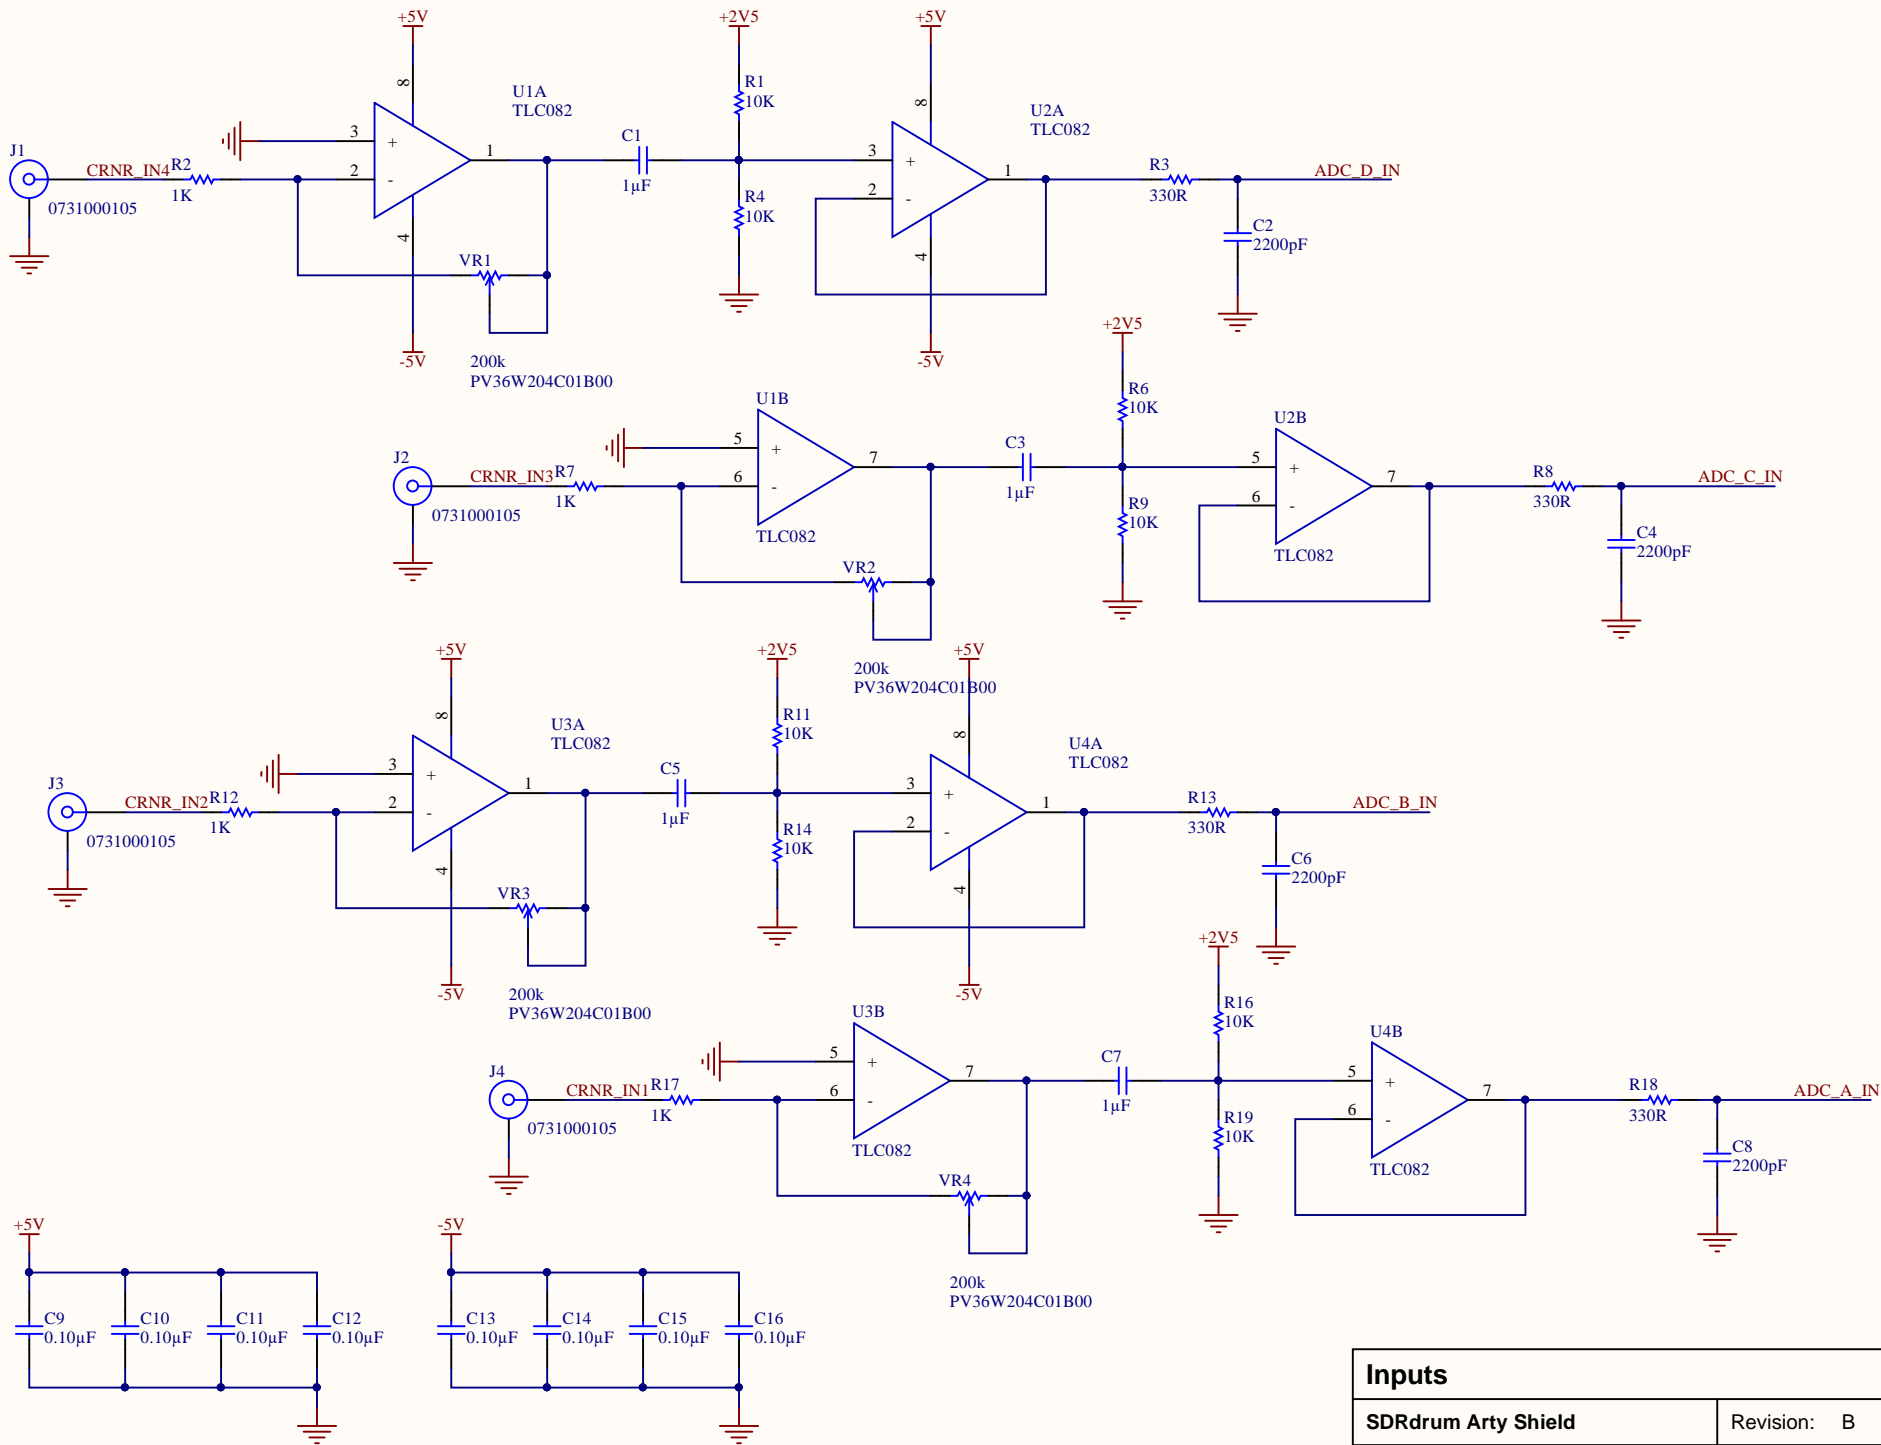 +5V
+2V5
+5V
8
U1A
TLC082
R1
10K
8
U2A
TLC082
J1
CRNR_IN4
R2
1K
0731000105
3
+
2
-
1
4
C1
1µF
R4
10K
3
+
2
-
1
4
R3
330R
ADC_D_IN
C2
2200pF
VR1
-5V
200k
PV36W204C01B00
-5V
+2V5
U1B
R6
10K
U2B
J2
CRNR_IN3
R7
1K
0731000105
5
+
6
-
7
TLC082
C3
1µF
R9
10K
5
+
6
-
7
TLC082
R8
330R
ADC_C_IN
C4
2200pF
VR2
200k
PV36W204C01B00
+5V
+2V5
+5V
8
U3A
TLC082
R11
10K
8
U4A
TLC082
J3
CRNR_IN2
R12
1K
0731000105
3
+
2
-
1
4
C5
1µF
R14
10K
3
+
2
-
1
4
R13
330R
ADC_B_IN
C6
2200pF
VR3
-5V
200k
PV36W204C01B00
-5V
+2V5
U3B
R16
10K
U4B
J4
CRNR_IN1
R17
1K
0731000105
5
+
6
-
7
TLC082
C7
1µF
R19
10K
5
+
6
-
7
TLC082
R18
330R
ADC_A_IN
C8
2200pF
VR4
200k
PV36W204C01B00
+5V
-5V
C9
0.10µF
C10
0.10µF
C11
0.10µF
C12
0.10µF
C13
0.10µF
C14
0.10µF
C15
0.10µF
C16
0.10µF
Inputs
SDRdrum Arty Shield
Revision: B